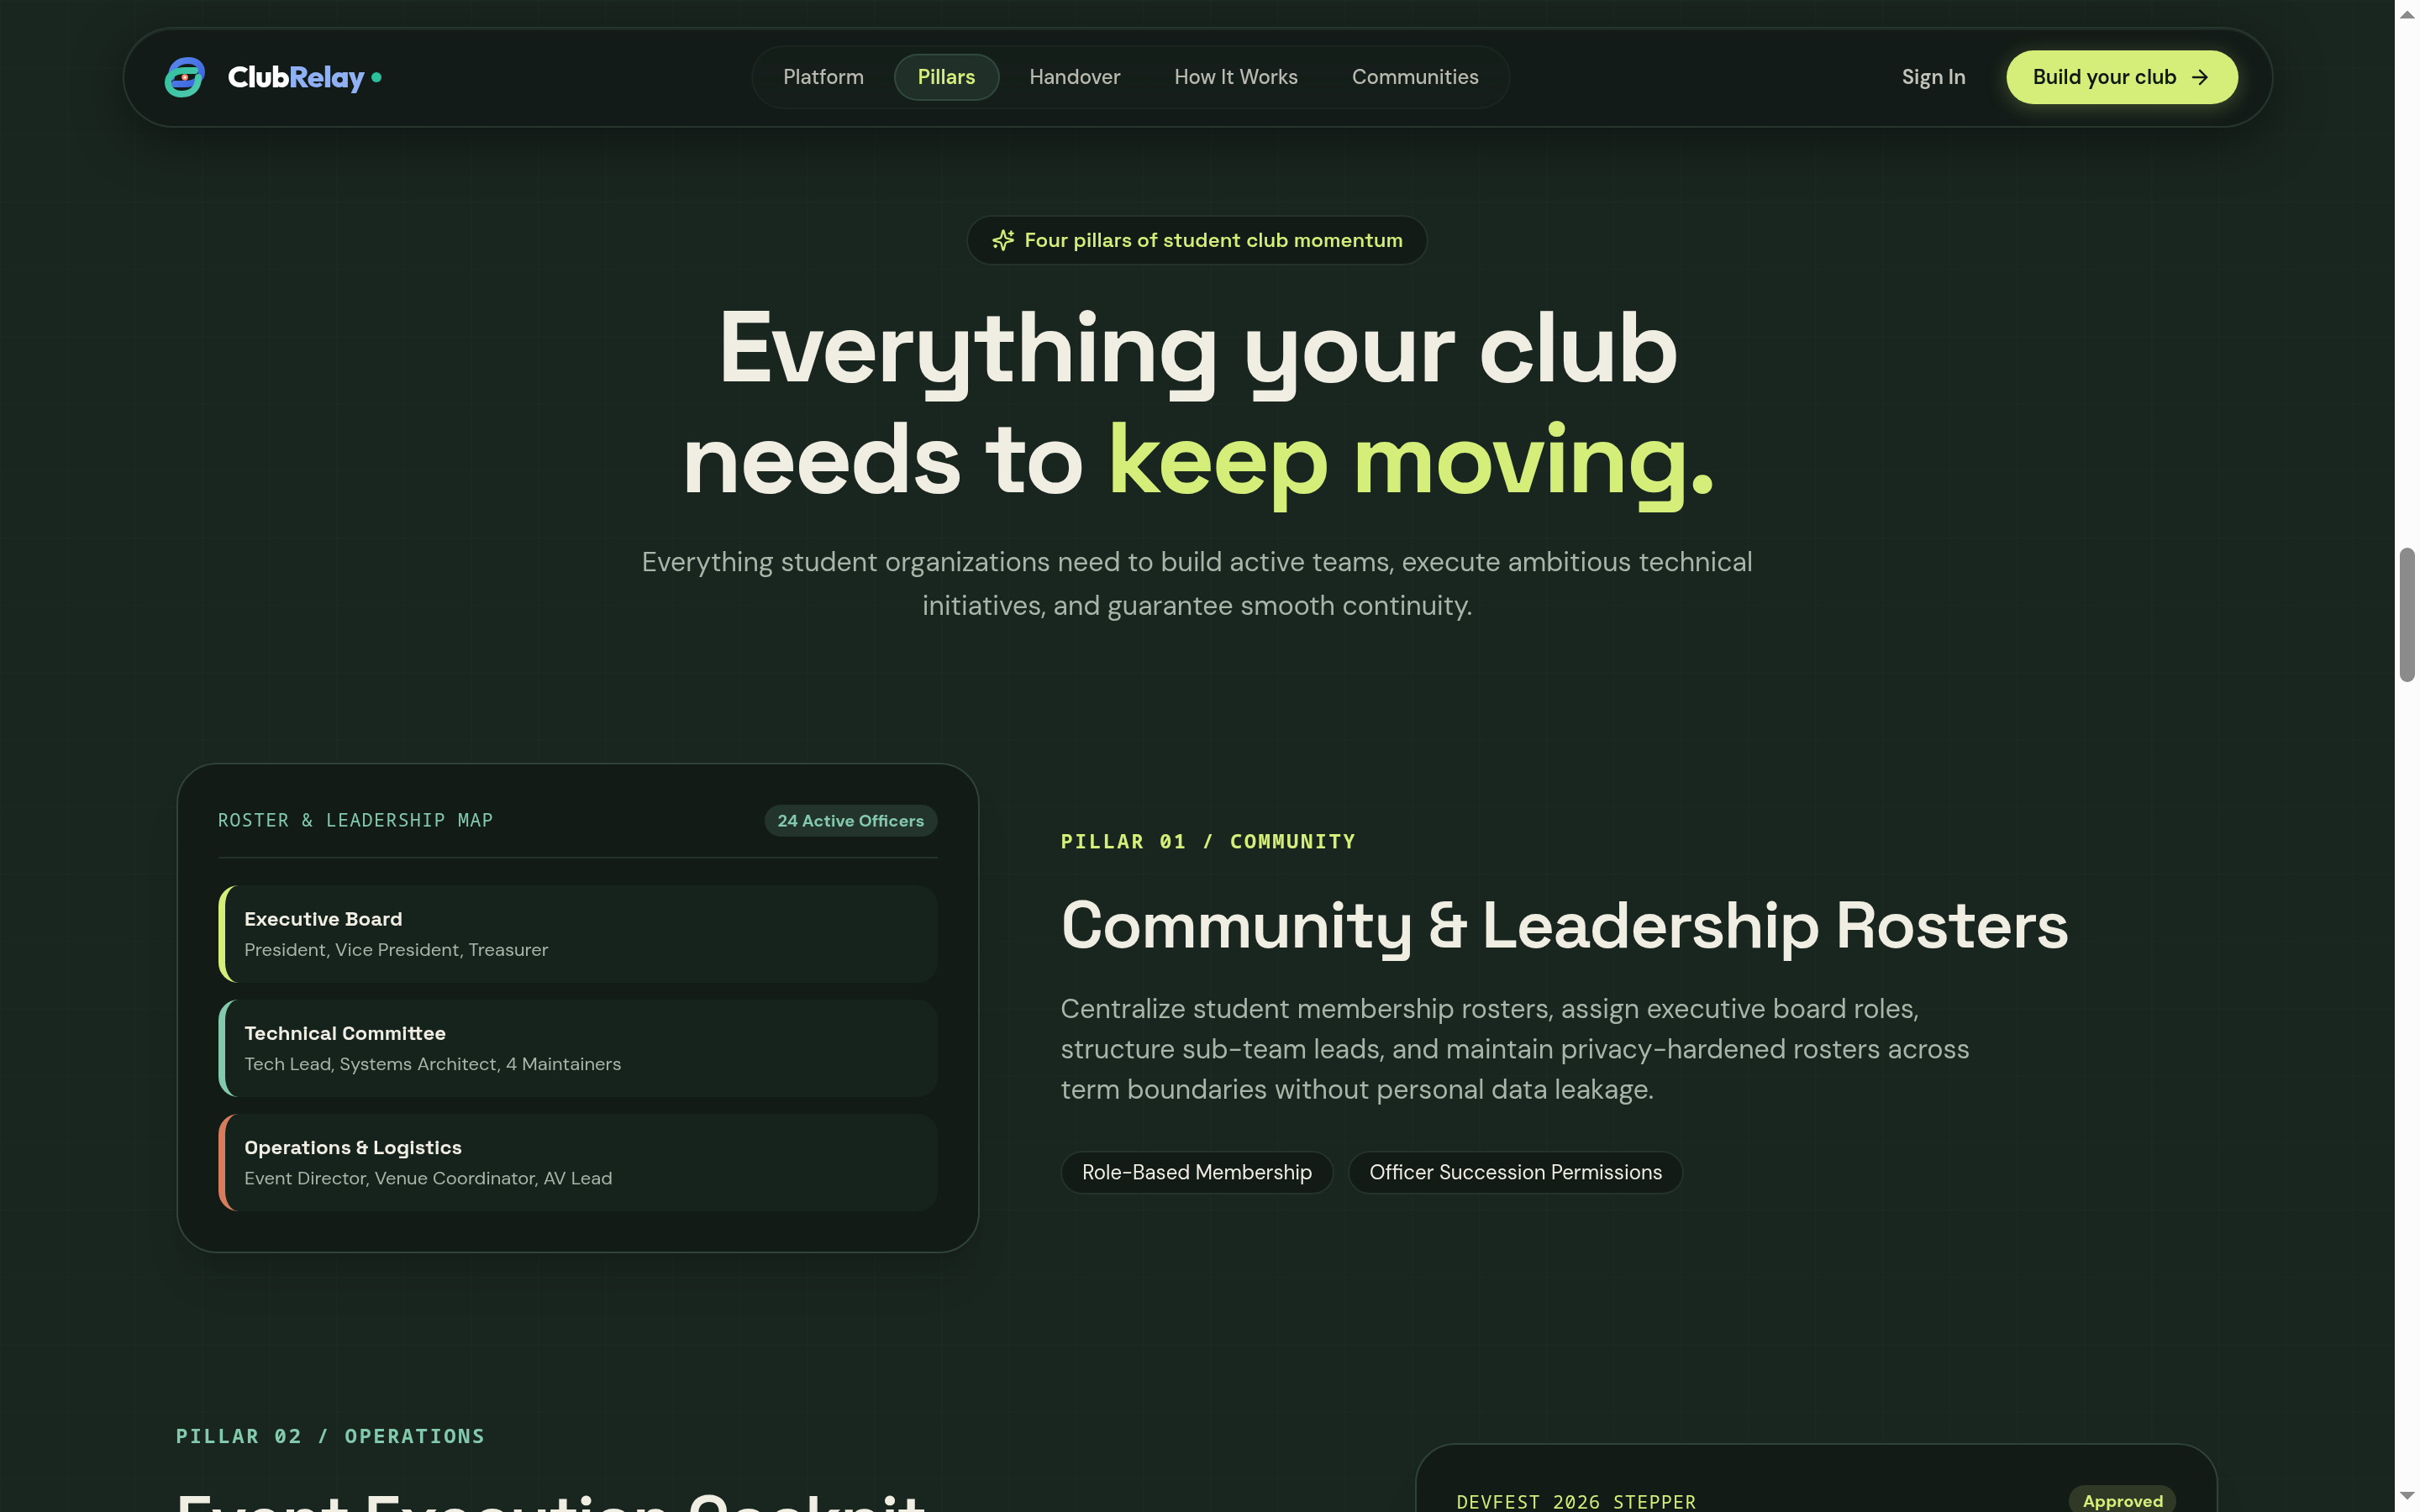 ClubRelay
Platform
Pillars
Handover
How It Works
Communities
Sign In
Build your club
Four pillars of student club momentum
Everything your club
needs to keep moving.
Everything student organizations need to build active teams, execute ambitious technical
initiatives, and guarantee smooth continuity.
ROSTER & LEADERSHIP MAP
24 Active Officers
Executive Board
President, Vice President, Treasurer
Technical Committee
Tech Lead, Systems Architect, 4 Maintainers
Operations & Logistics
Event Director, Venue Coordinator, AV Lead
PILLAR 01 / COMMUNITY
Community & Leadership Rosters
Centralize student membership rosters, assign executive board roles,
structure sub-team leads, and maintain privacy-hardened rosters across
term boundaries without personal data leakage.
Role-Based Membership
Officer Succession Permissions
PILLAR 02 / OPERATIONS
Event Execution Cockpit
DEVFEST 2026 STEPPER
Approved